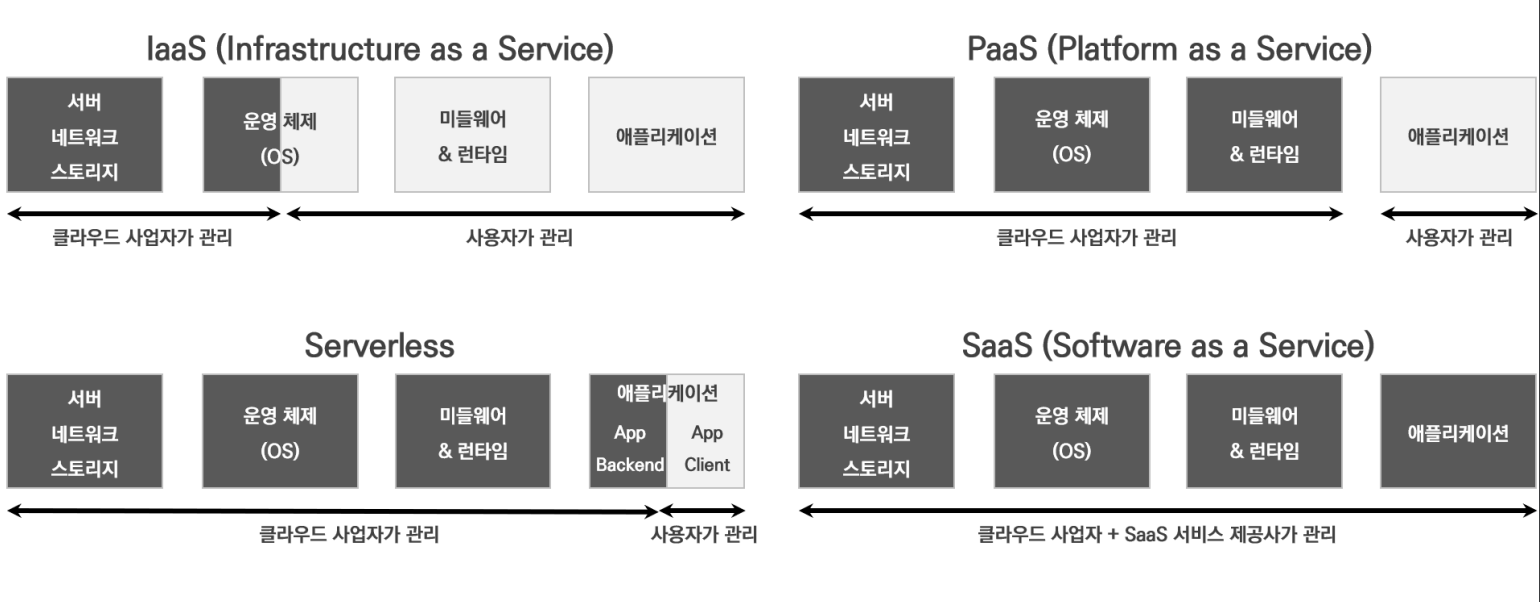 IaaS (Infrastructure as a Service)
서버
네트워크
스토리지
운영 체제
(OS)
미들웨어
& 런타임
애플리케이션
클라우드 사업자가 관리
사용자가 관리
PaaS (Platform as a Service)
서버
네트워크
스토리지
운영 체제
(OS)
미들웨어
& 런타임
애플리케이션
클라우드 사업자가 관리
사용자가 관리
Serverless
서버
네트워크
스토리지
운영 체제
(OS)
미들웨어
& 런타임
애플리케이션
App
Backend
App
Client
클라우드 사업자가 관리
사용자가 관리
SaaS (Software as a Service)
서버
네트워크
스토리지
운영 체제
(OS)
미들웨어
& 런타임
애플리케이션
클라우드 사업자 + SaaS 서비스 제공사가 관리